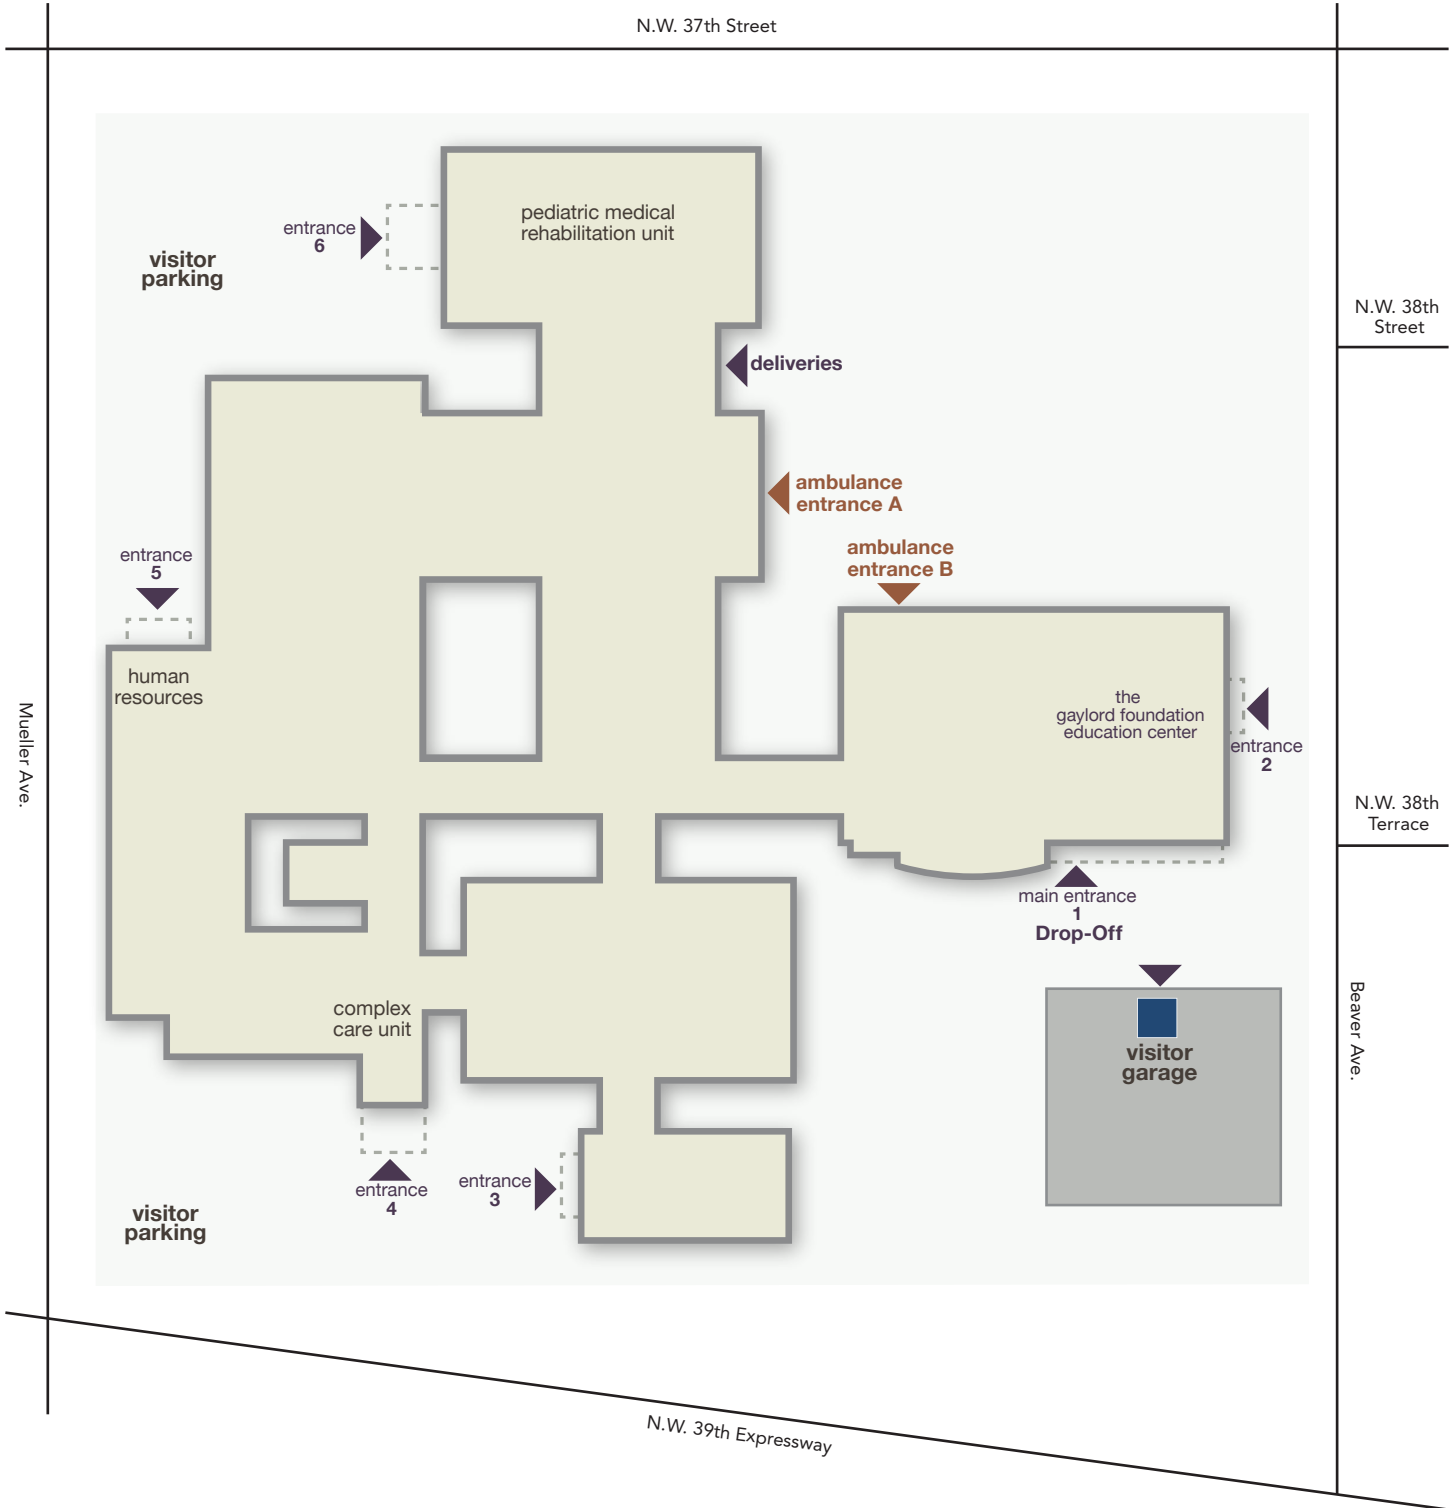 N.W. 37th Street
pediatric medical
rehabilitation unit
entrance
6
visitor
parking
N.W. 38th
Street
deliveries
ambulance
entrance A
ambulance
entrance B
entrance
5
human
resources
the
gaylord foundation
education center
entrance
2
Mueller Ave.
N.W. 38th
Terrace
main entrance
1
Drop-Off
complex
care unit
Beaver Ave.
visitor
garage
entrance
4
entrance
3
visitor
parking
N.W. 39th Expressway